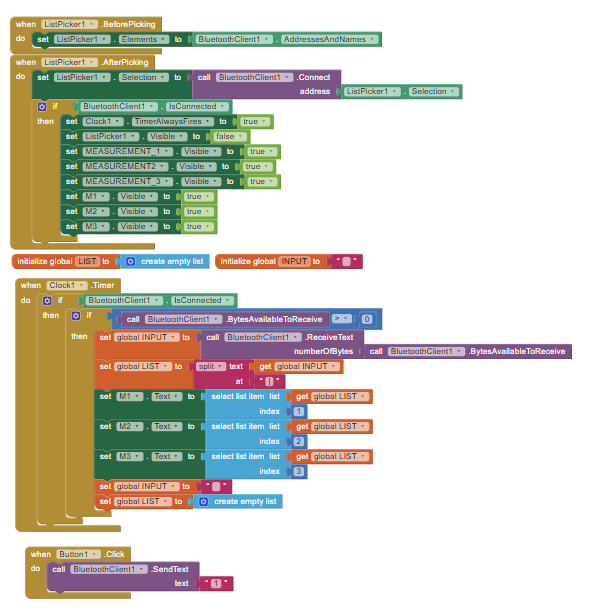 when ListPicker1 .BeforePicking
do set ListPicker1 . Elements to BluetoothClient1 . AddressesAndNames
when ListPicker1 .AfterPicking
do set ListPicker1 . Selection to call BluetoothClient1 .Connect
address ListPicker1 . Selection
if BluetoothClient1 . IsConnected
then set Clock1 . TimerAlwaysFires to true
set ListPicker1 . Visible to false
set MEASUREMENT_1 . Visible to true
set MEASUREMENT2 . Visible to true
set MEASUREMENT_3 . Visible to true
set M1 . Visible to true
set M2 . Visible to true
set M3 . Visible to true
initialize global LIST to create empty list initialize global INPUT to " "
when Clock1 .Timer
do if BluetoothClient1 . IsConnected
then if call BluetoothClient1 .BytesAvailableToReceive > 0
then set global INPUT to call BluetoothClient1 .ReceiveText
numberOfBytes call BluetoothClient1 .BytesAvailableToReceive
set global LIST to split text get global INPUT
at " | "
set M1 . Text to select list item list get global LIST
index 1
set M2 . Text to select list item list get global LIST
index 2
set M3 . Text to select list item list get global LIST
index 3
set global INPUT to " "
set global LIST to create empty list
when Button1 .Click
do call BluetoothClient1 .SendText
text " 1 "